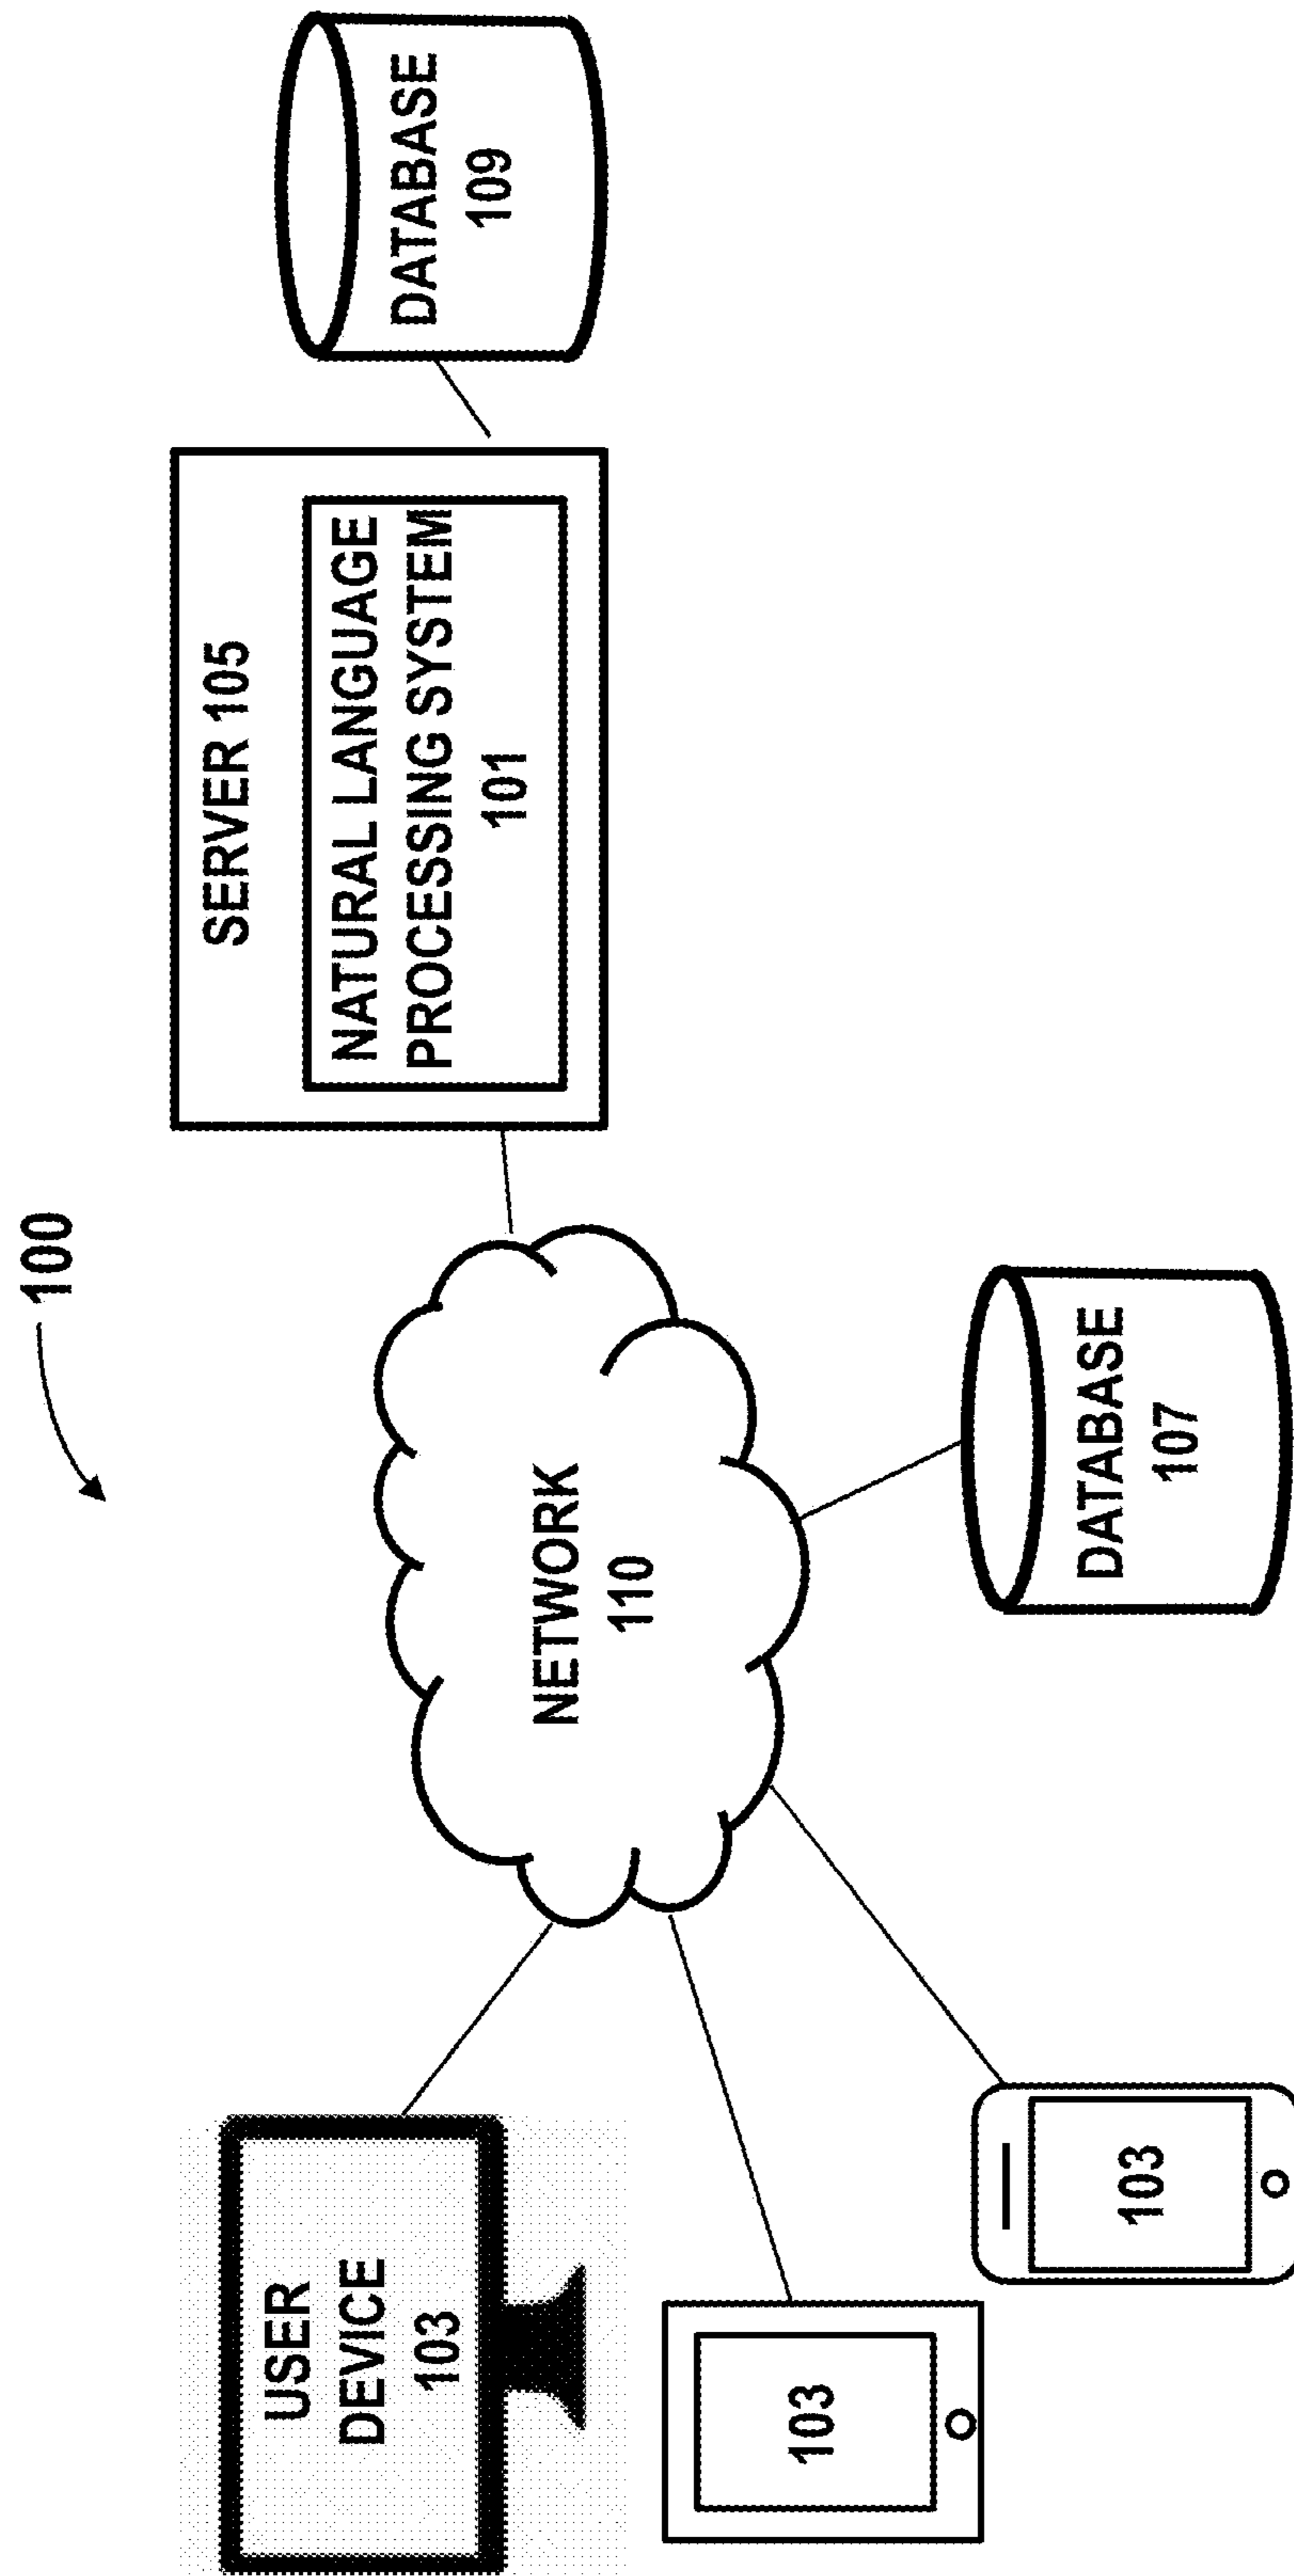 100
USER
DEVICE
103
103
103
NETWORK
110
DATABASE
107
SERVER 105
NATURAL LANGUAGE
PROCESSING SYSTEM
101
DATABASE
109